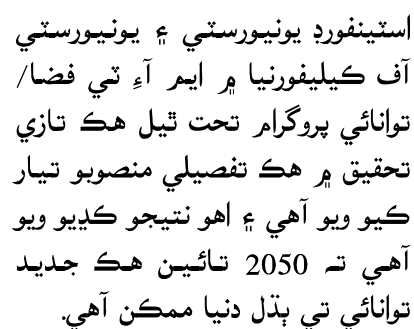 اسٽينفورڊ يونيورسٽي ۽ يونيورسٽي
آف ڪيليفورنيا ۾ ايم آءِ ٽي فضا/
توانائي پروگرام تحت ٿيل هڪ تازي
تحقيق ۾ هڪ تفصيلي منصوبو تيار
ڪيو ويو آهي ۽ اهو نتيجو ڪڍيو ويو
آهي تہ 2050 تائين هڪ جديد
توانائي تي ٻڌل دنيا ممڪن آهي.